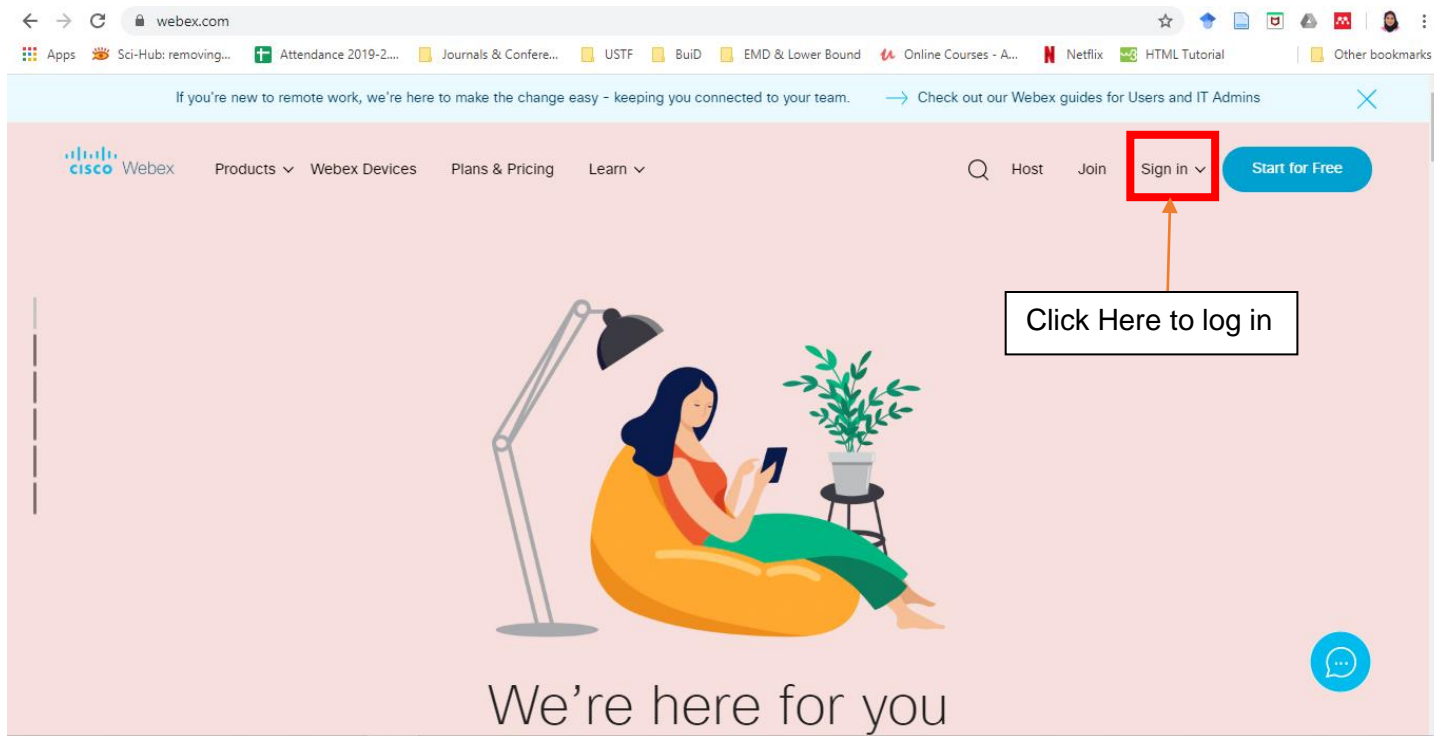 webex.com
Apps Sci-Hub: removing... Attendance 2019-2.... Journals & Confere... USTF BuiD EMD & Lower Bound Online Courses - A... Netflix HTML Tutorial Other bookmarks
If you're new to remote work, we're here to make the change easy - keeping you connected to your team. Check out our Webex guides for Users and IT Admins
cisco Webex Products Webex Devices Plans & Pricing Learn Host Join Sign in Start for Free
Click Here to log in
We're here for you